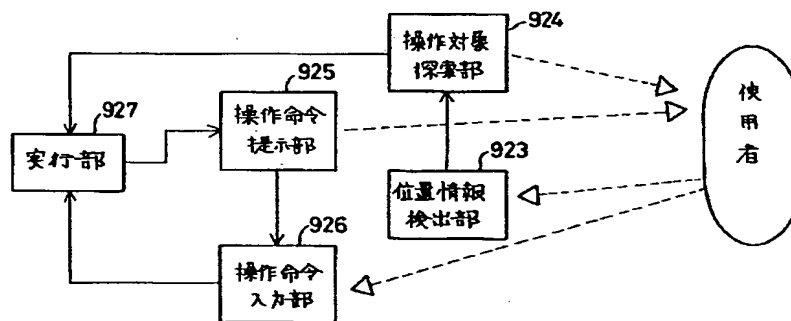 924
操作対象
探索部
925
操作命令
提示部
927
実行部
923
位置情報
検出部
926
操作命令
入力部
使用者